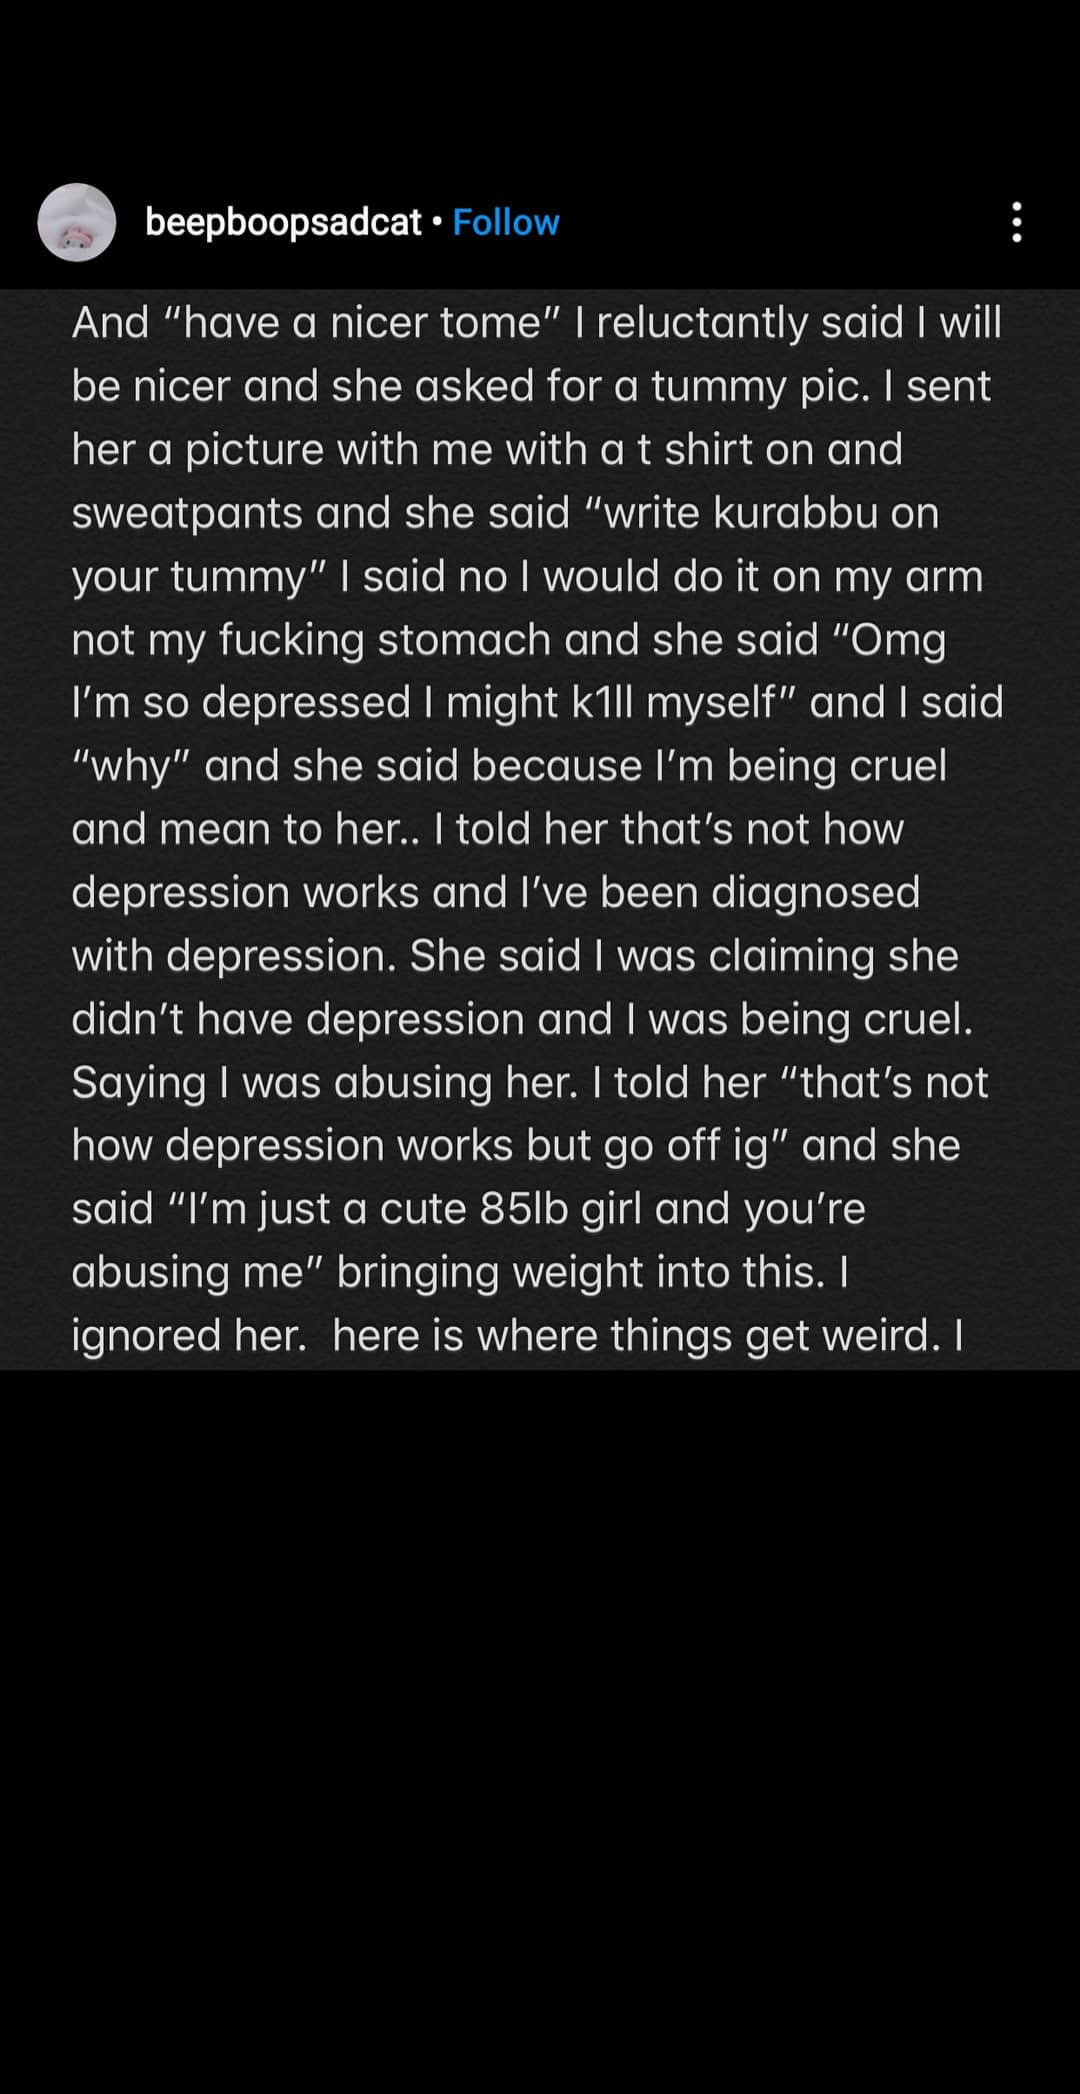 beepboopsadcat • Follow
And "have a nicer tome" I reluctantly said I will
be nicer and she asked for a tummy pic. I sent
her a picture with me with a t shirt on and
sweatpants and she said "write kurabbu on
your tummy" I said no I would do it on my arm
not my fucking stomach and she said "Omg
I'm so depressed I might k1ll myself" and I said
"why" and she said because I'm being cruel
and mean to her.. I told her that's not how
depression works and I've been diagnosed
with depression. She said I was claiming she
didn't have depression and I was being cruel.
Saying I was abusing her. I told her "that's not
how depression works but go off ig" and she
said "I'm just a cute 85lb girl and you're
abusing me" bringing weight into this. I
ignored her.  here is where things get weird. I